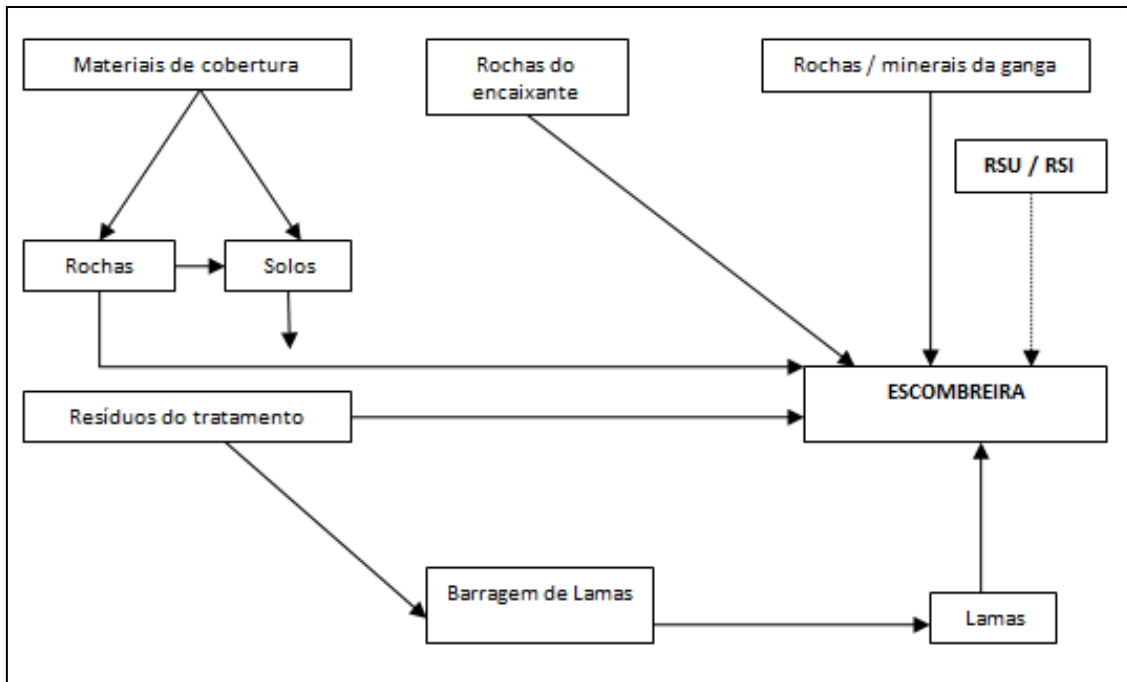 Materiais de cobertura
Rochas do
encaixante
Rochas / minerais da ganga
RSU / RSI
Rochas
Solos
ESCOMBREIRA
Resíduos do tratamento
Barragem de Lamas
Lamas